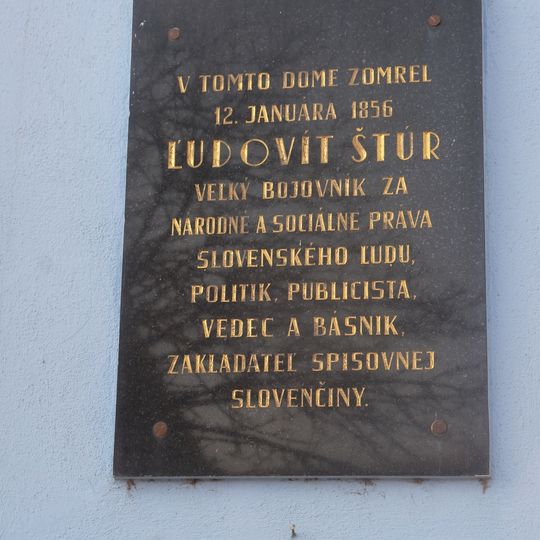 V TOMTO DOME ZOMREL
12. JANUÁRA 1856
ĽUDOVÍT ŠTÚR
VEĽKÝ BOJOVNÍK ZA
NÁRODNÉ A SOCIÁLNE PRÁVA
SLOVENSKÉHO ĽUDU,
POLITIK, PUBLICISTA,
VEDEC A BÁSNIK,
ZAKLADATEĽ SPISOVNEJ
SLOVENČINY.